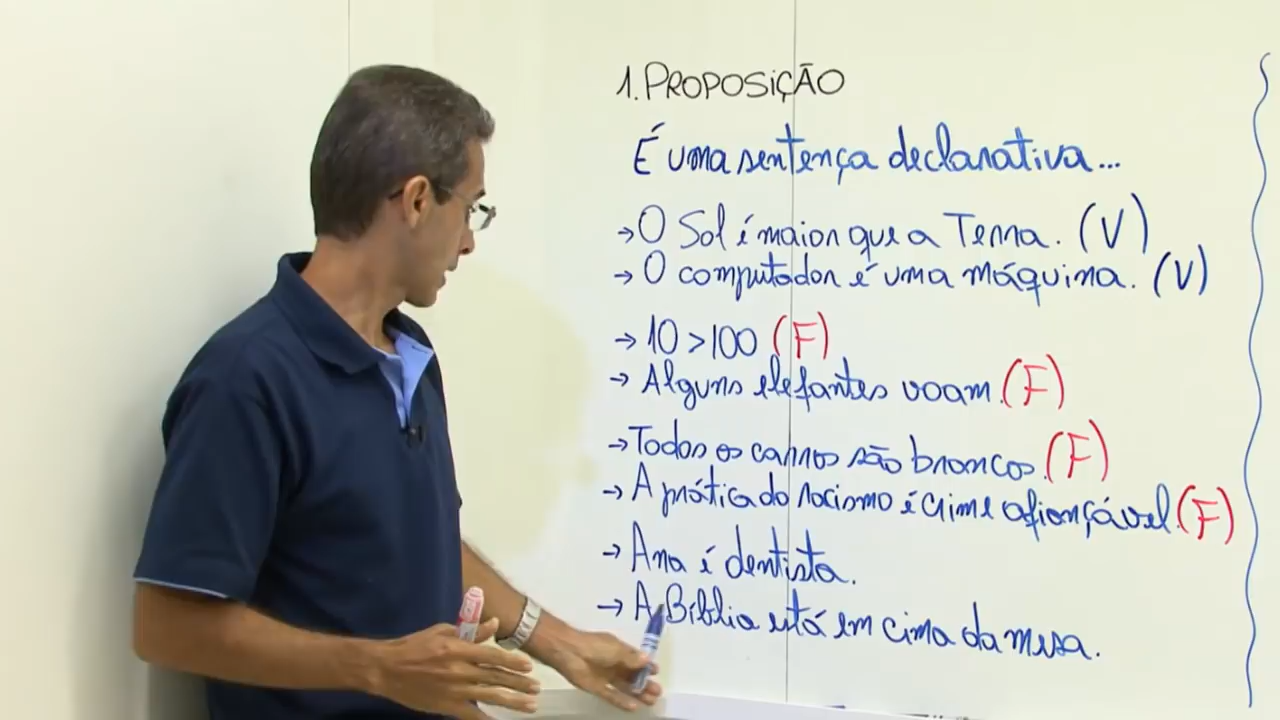 1. PROPOSIÇÃO
É uma sentença declarativa...
→ O Sol é maior que a Terra. (V)
→ O computador é uma máquina. (V)
→ 10 > 100 (F)
→ Alguns elefantes voam. (F)
→ Todos os carros são brancos. (F)
→ A prática do racismo é crime afiançável. (F)
→ Ana é dentista.
→ A Bíblia está em cima da mesa.